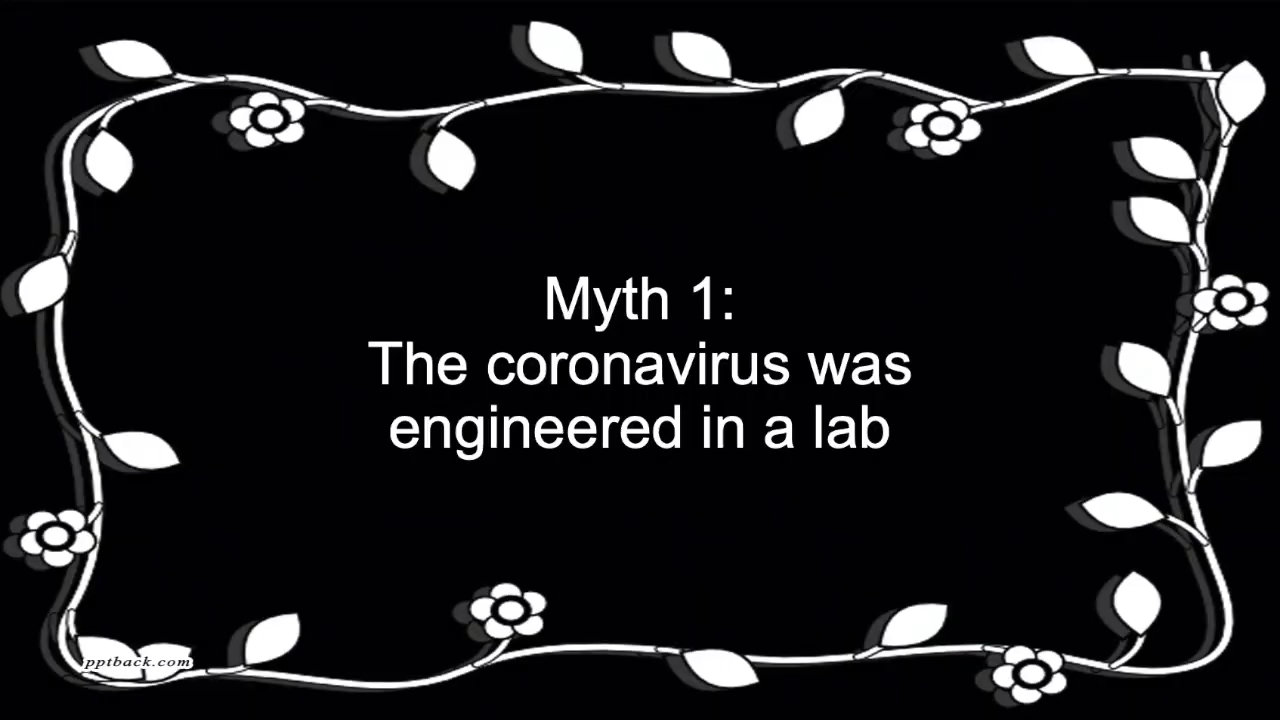 Myth 1:
The coronavirus was
engineered in a lab
pptback.com